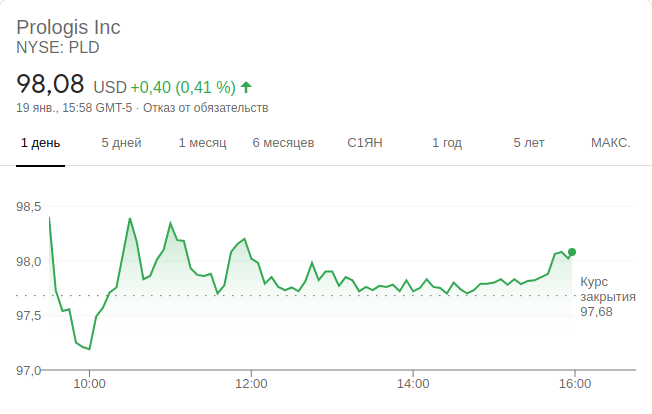 Prologis Inc
NYSE: PLD
98,08 USD +0,40 (0,41 %)
19 янв., 15:58 GMT-5 · Отказ от обязательств
1 день 5 дней 1 месяц 6 месяцев С1ЯН 1 год 5 лет МАКС.
98,5
98,0
Курс
закрытия
97,68
97,5
97,0
10:00 12:00 14:00 16:00